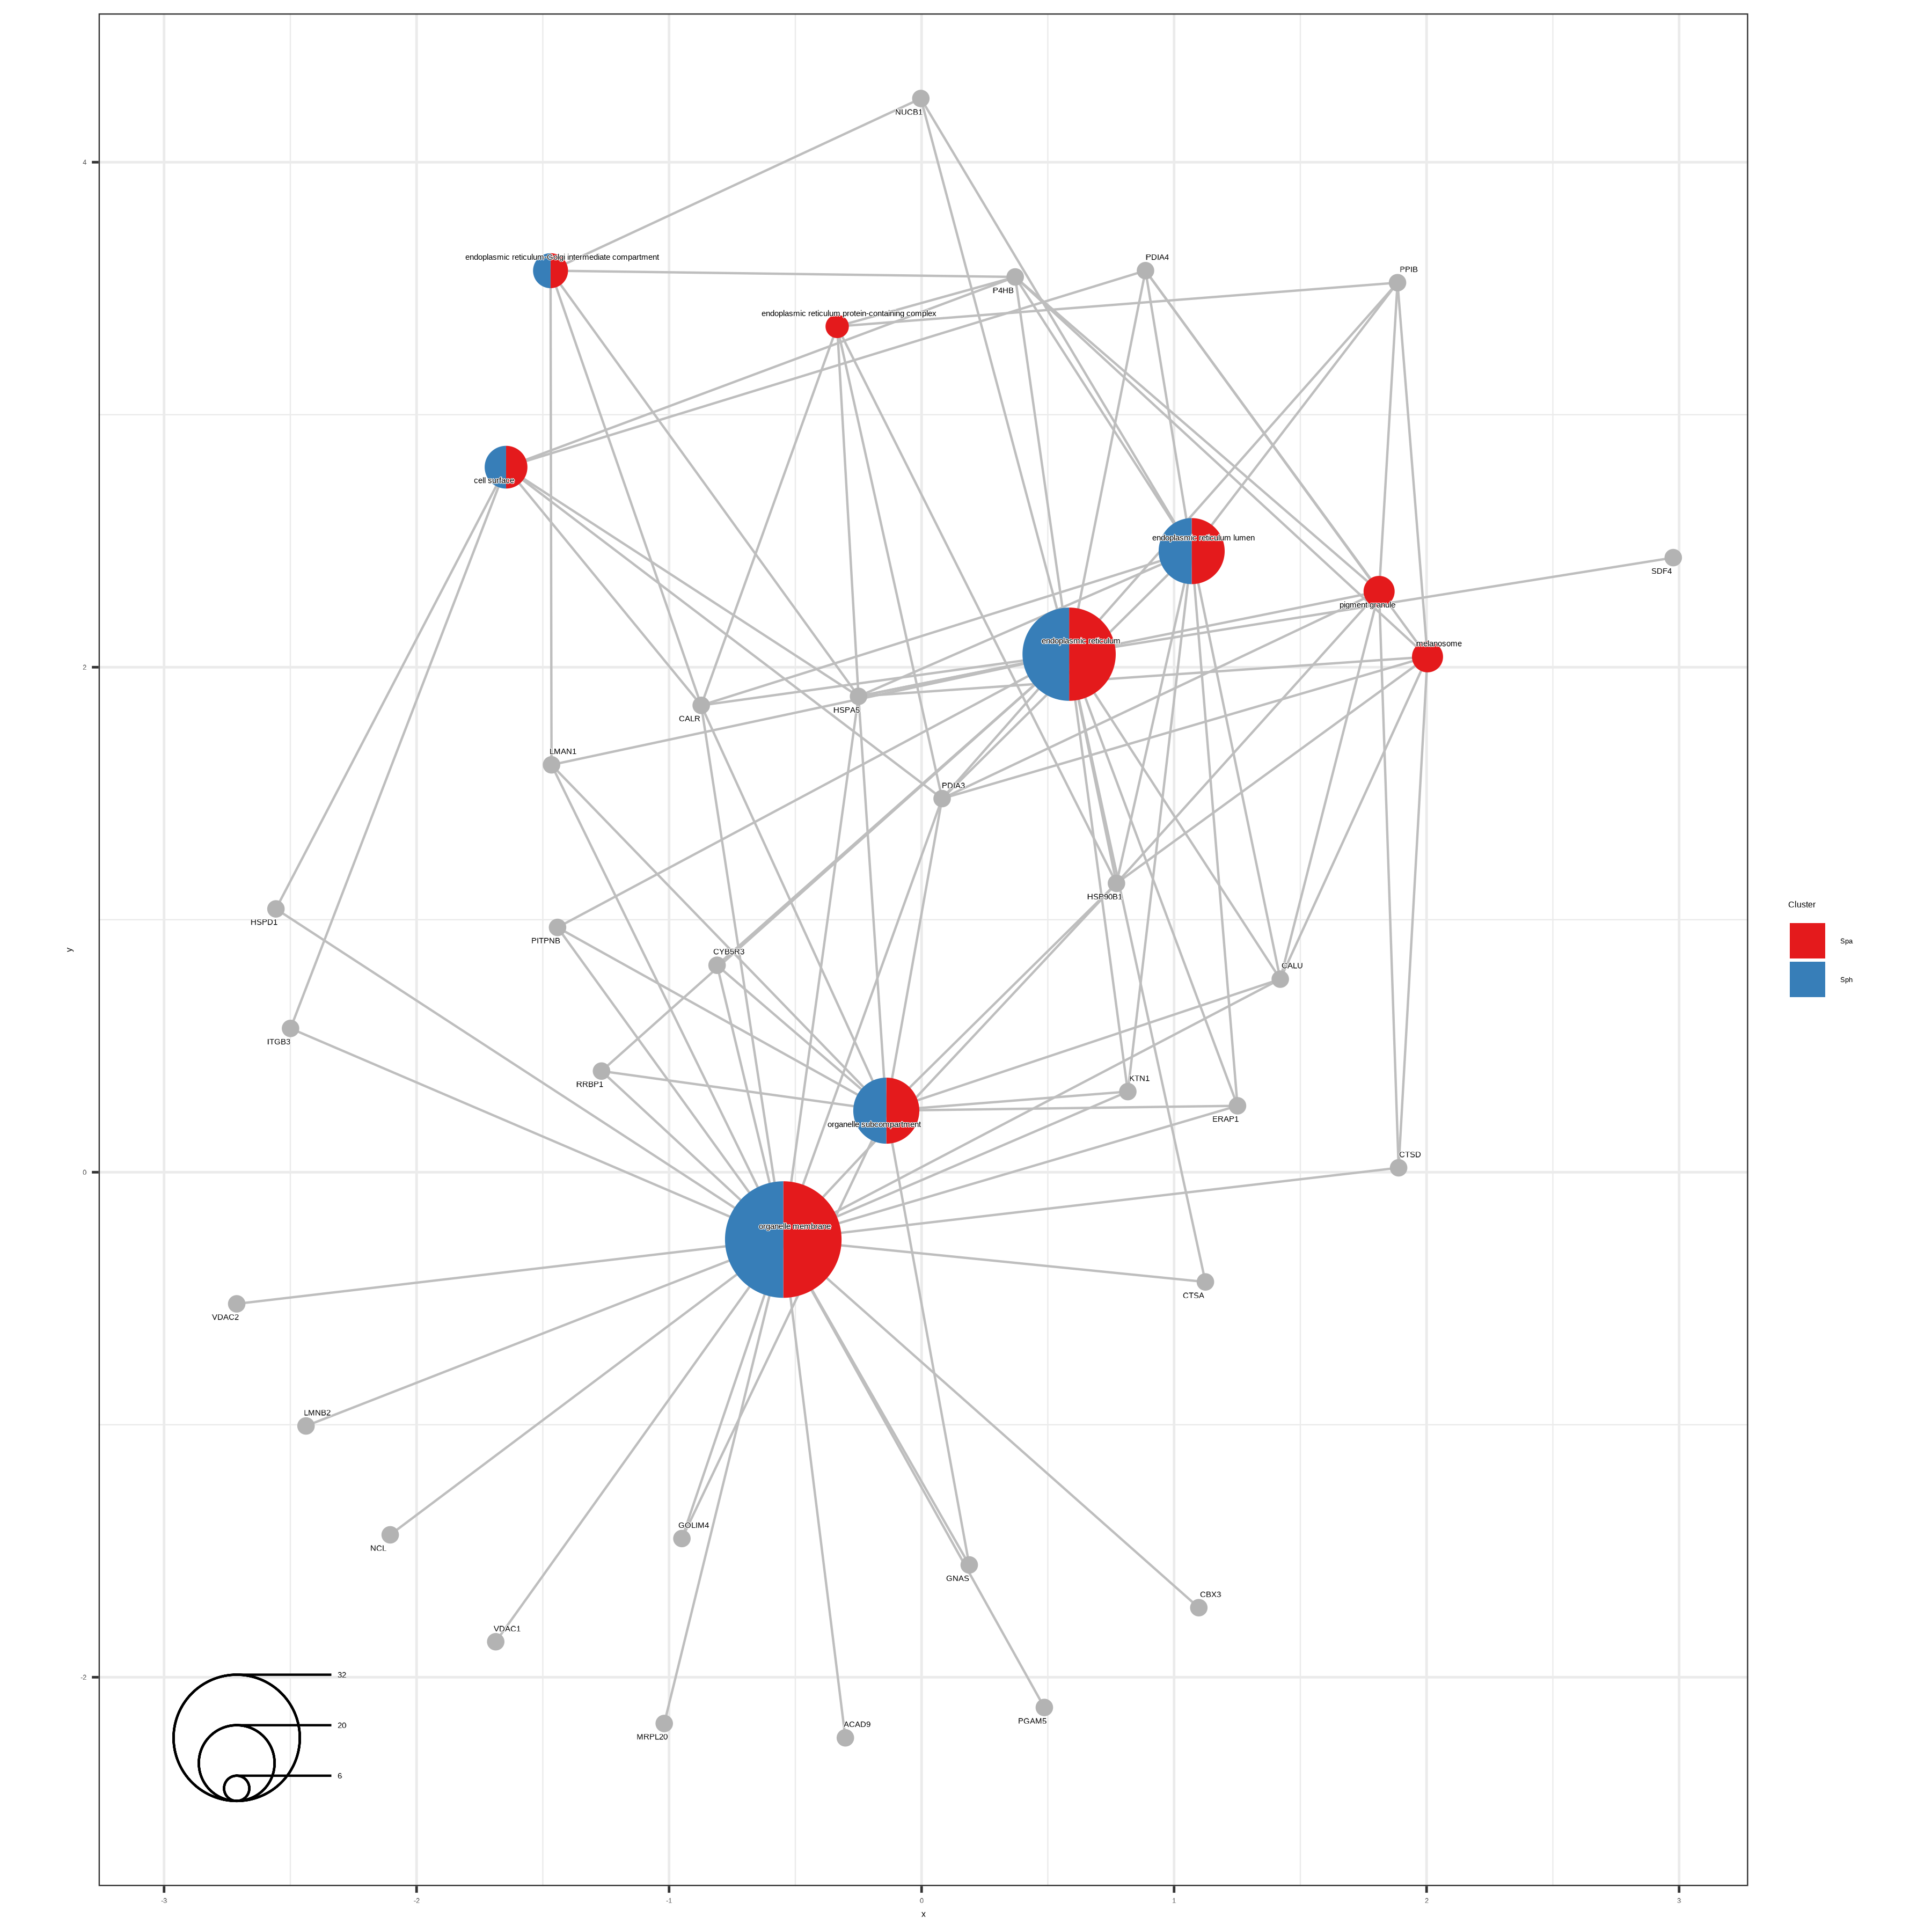 NUCB1
4
endoplasmic reticulum-Golgi intermediate compartment
PDIA4
PPIB
P4HB
endoplasmic reticulum protein-containing complex
cell surface
endoplasmic reticulum lumen
SDF4
pigment granule
endoplasmic reticulum
melanosome
2
CALR
HSPA5
LMAN1
PDIA3
HSP90B1
Cluster
HSPD1
PITPNB
Spa
y
CYB5R3
CALU
Sph
ITGB3
RRBP1
KTN1
ERAP1
organelle subcompartment
CTSD
0
organelle membrane
CTSA
VDAC2
LMNB2
GOLIM4
NCL
GNAS
CBX3
VDAC1
32
-2
PGAM5
20
ACAD9
MRPL20
6
-3
-2
-1
0
1
2
3
x